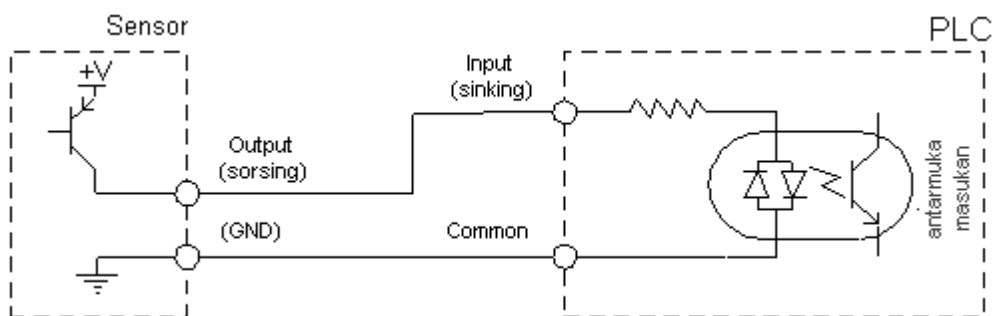 Sensor
PLC
+V
Input
(sinking)
Output
(sorsing)
(GND)
Common
antarmuka
masukan